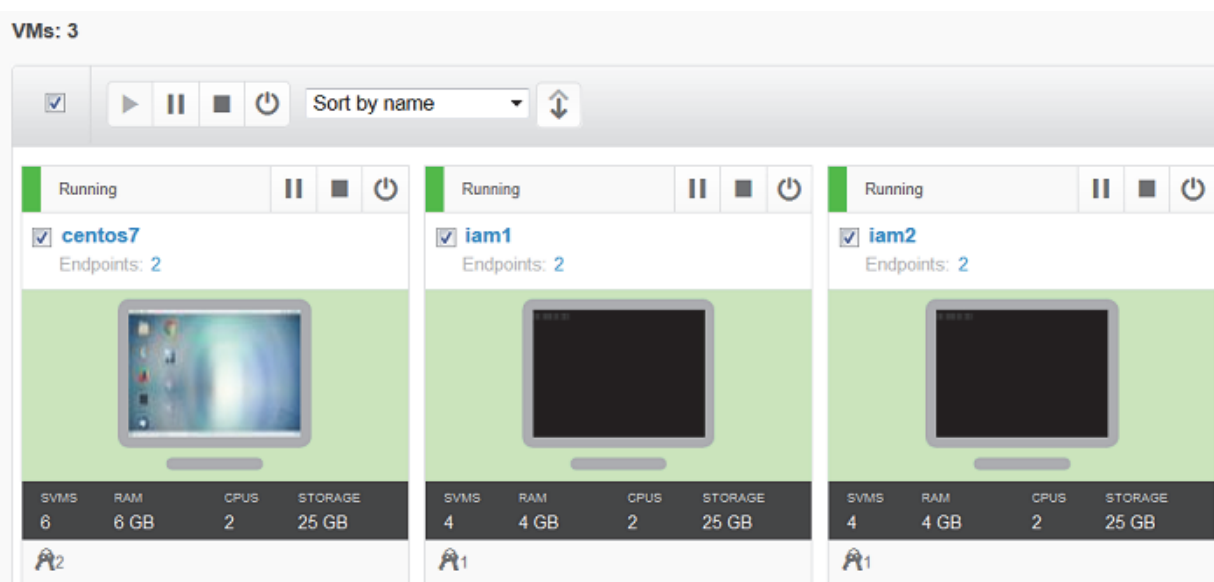 VMs: 3
Sort by name
Running
Running
Running
centos7
iam1
iam2
Endpoints: 2
Endpoints: 2
Endpoints: 2
SVMS RAM CPUS STORAGE
6 6 GB 2 25 GB
SVMS RAM CPUS STORAGE
4 4 GB 2 25 GB
SVMS RAM CPUS STORAGE
4 4 GB 2 25 GB
2
1
1